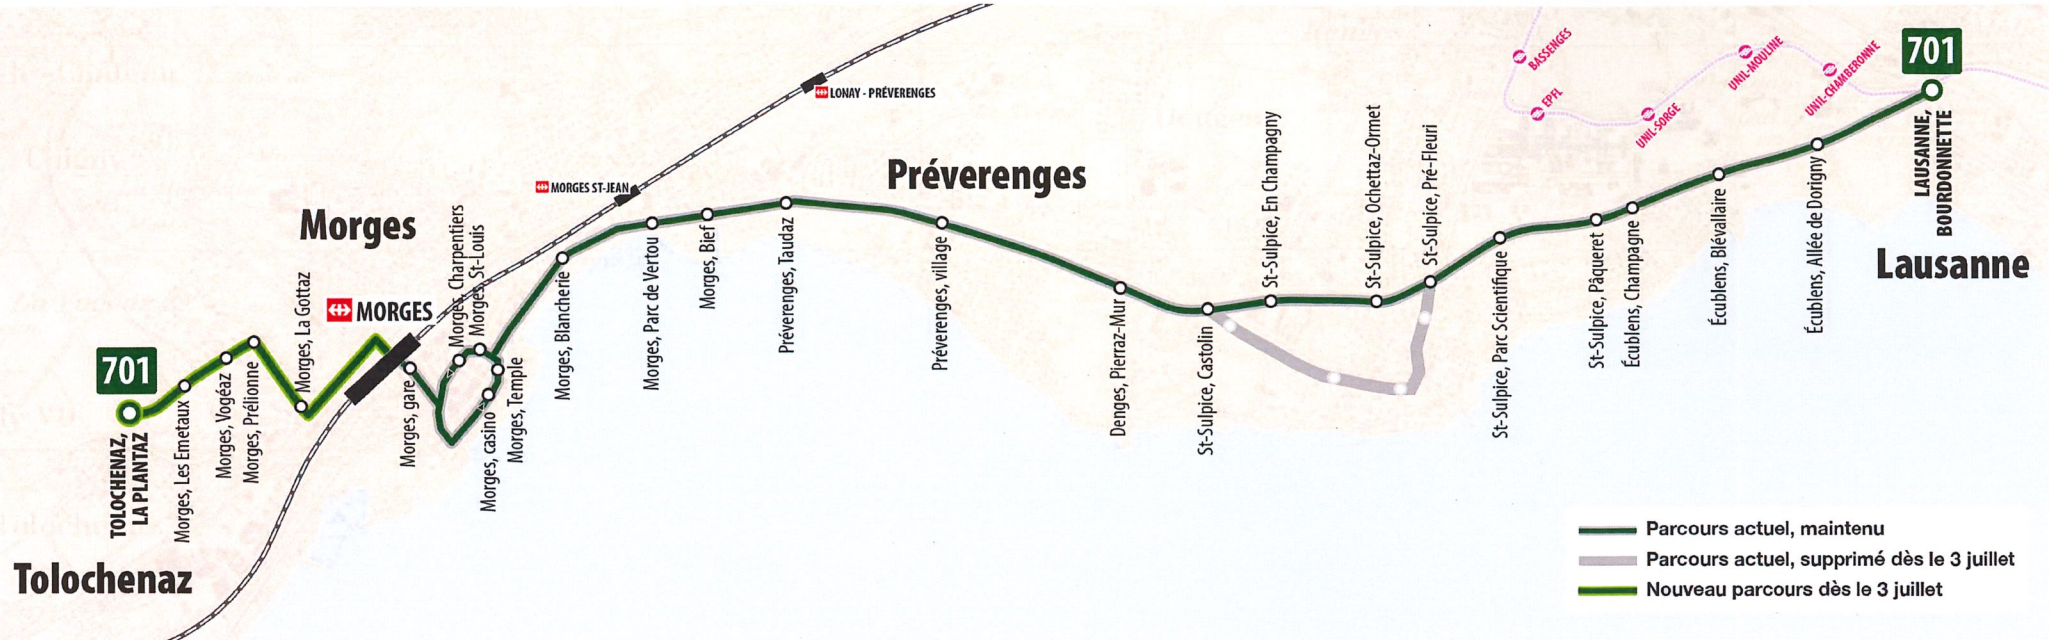 701
TOLOCHENAZ,
LA PLANTAZ
Tolochenaz
Morges, Les Emetaux
Morges, Vogéaz
Morges, Prélionne
Morges, La Gottaz
Morges
MORGES
Morges, gare
Morges, Charpentiers
Morges, St-Louis
Morges, casino
Morges, Temple
MORGES ST-JEAN
LONAY - PRÉVERENGES
Morges, Blancherie
Morges, Parc de Vertou
Morges, Bief
Préverenges, Taudaz
Préverenges
Préverenges, village
Denges, Pierraz-Mur
St-Sulpice, Castolin
St-Sulpice, En Champagny
St-Sulpice, Ochettaz-Ormet
St-Sulpice, Pré-Fleuri
St-Sulpice, Parc Scientifique
St-Sulpice, Pâqueret
Écublens, Champagne
Écublens, Blévallaire
Écublens, Allée de Dorigny
BASSENGES
EPFL
UNIL-SORGE
UNIL-MOULINE
UNIL-CHAMBERONNE
701
LAUSANNE,
BOURDONNETTE
Lausanne
Parcours actuel, maintenu
Parcours actuel, supprimé dès le 3 juillet
Nouveau parcours dès le 3 juillet